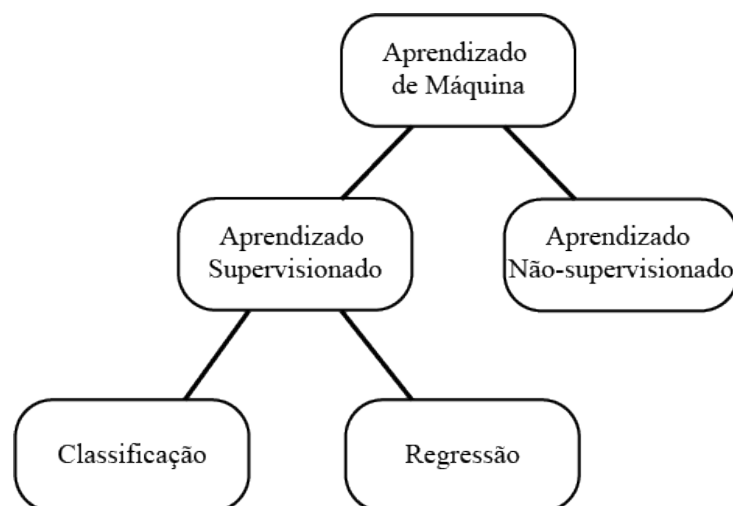 Aprendizado
de Máquina
Aprendizado
Supervisionado
Aprendizado
Não-supervisionado
Classificação
Regressão